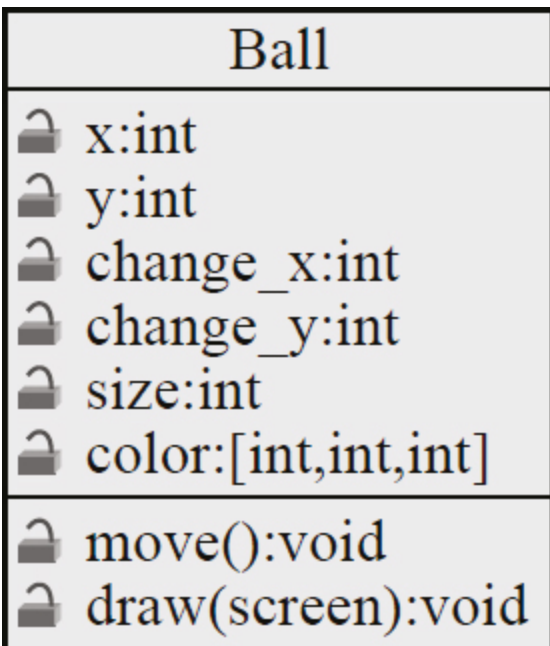 Ball
x:int
y:int
change_x:int
change_y:int
size:int
color:[int,int,int]
move():void
draw(screen):void